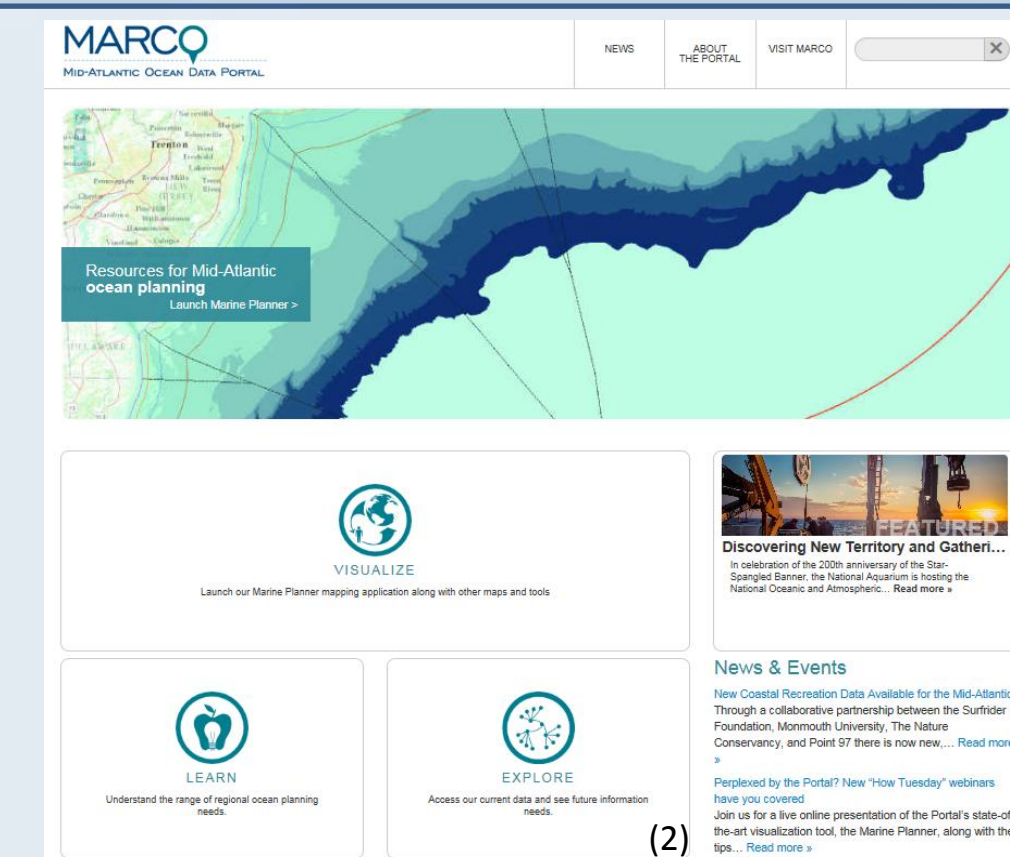 MARCO
MID-ATLANTIC OCEAN DATA PORTAL
NEWS
ABOUT
THE PORTAL
VISIT MARCO
Trenton
Resources for Mid-Atlantic
ocean planning
Launch Marine Planner >
VISUALIZE
Launch our Marine Planner mapping application along with other maps and tools
FEATURED
Discovering New Territory and Gatheri...
In celebration of the 200th anniversary of the Star-
Spangled Banner, the National Aquarium is hosting the
National Oceanic and Atmospheric... Read more »
LEARN
Understand the range of regional ocean planning
needs.
EXPLORE
Access our current data and see future information
needs.
(2)
News & Events
New Coastal Recreation Data Available for the Mid-Atlantic
Through a collaborative partnership between the Surfrider
Foundation, Monmouth University, The Nature
Conservancy, and Point 97 there is now new,... Read more
»
Perplexed by the Portal? New “How Tuesday” webinars
have you covered
Join us for a live online presentation of the Portal's state-of-
the-art visualization tool, the Marine Planner, along with the
tips... Read more »